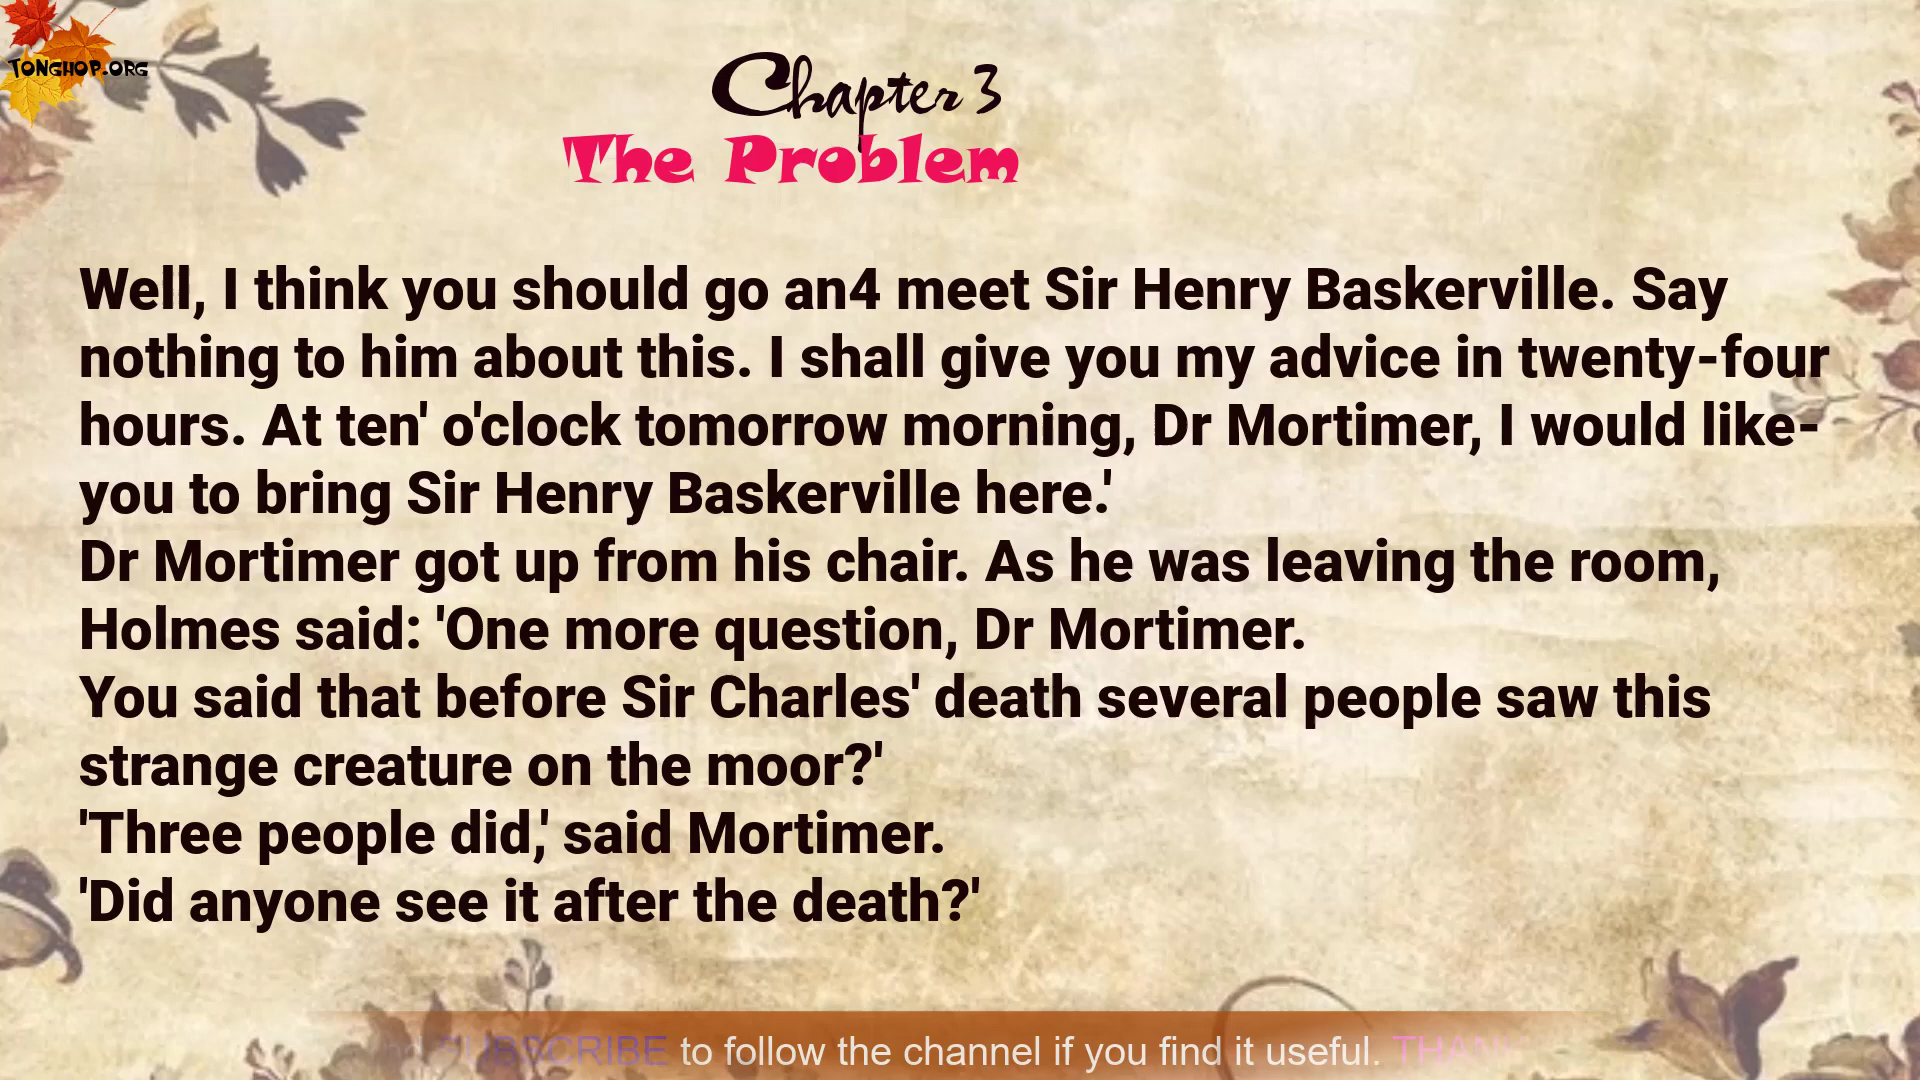 TONGHOP.ORG
Chapter 3
The Problem
Well, I think you should go an4 meet Sir Henry Baskerville. Say
nothing to him about this. I shall give you my advice in twenty-four
hours. At ten' o'clock tomorrow morning, Dr Mortimer, I would like-
you to bring Sir Henry Baskerville here.'
Dr Mortimer got up from his chair. As he was leaving the room,
Holmes said: 'One more question, Dr Mortimer.
You said that before Sir Charles' death several people saw this
strange creature on the moor?'
'Three people did,' said Mortimer.
'Did anyone see it after the death?'
SUBSCRIBE to follow the channel if you find it useful.